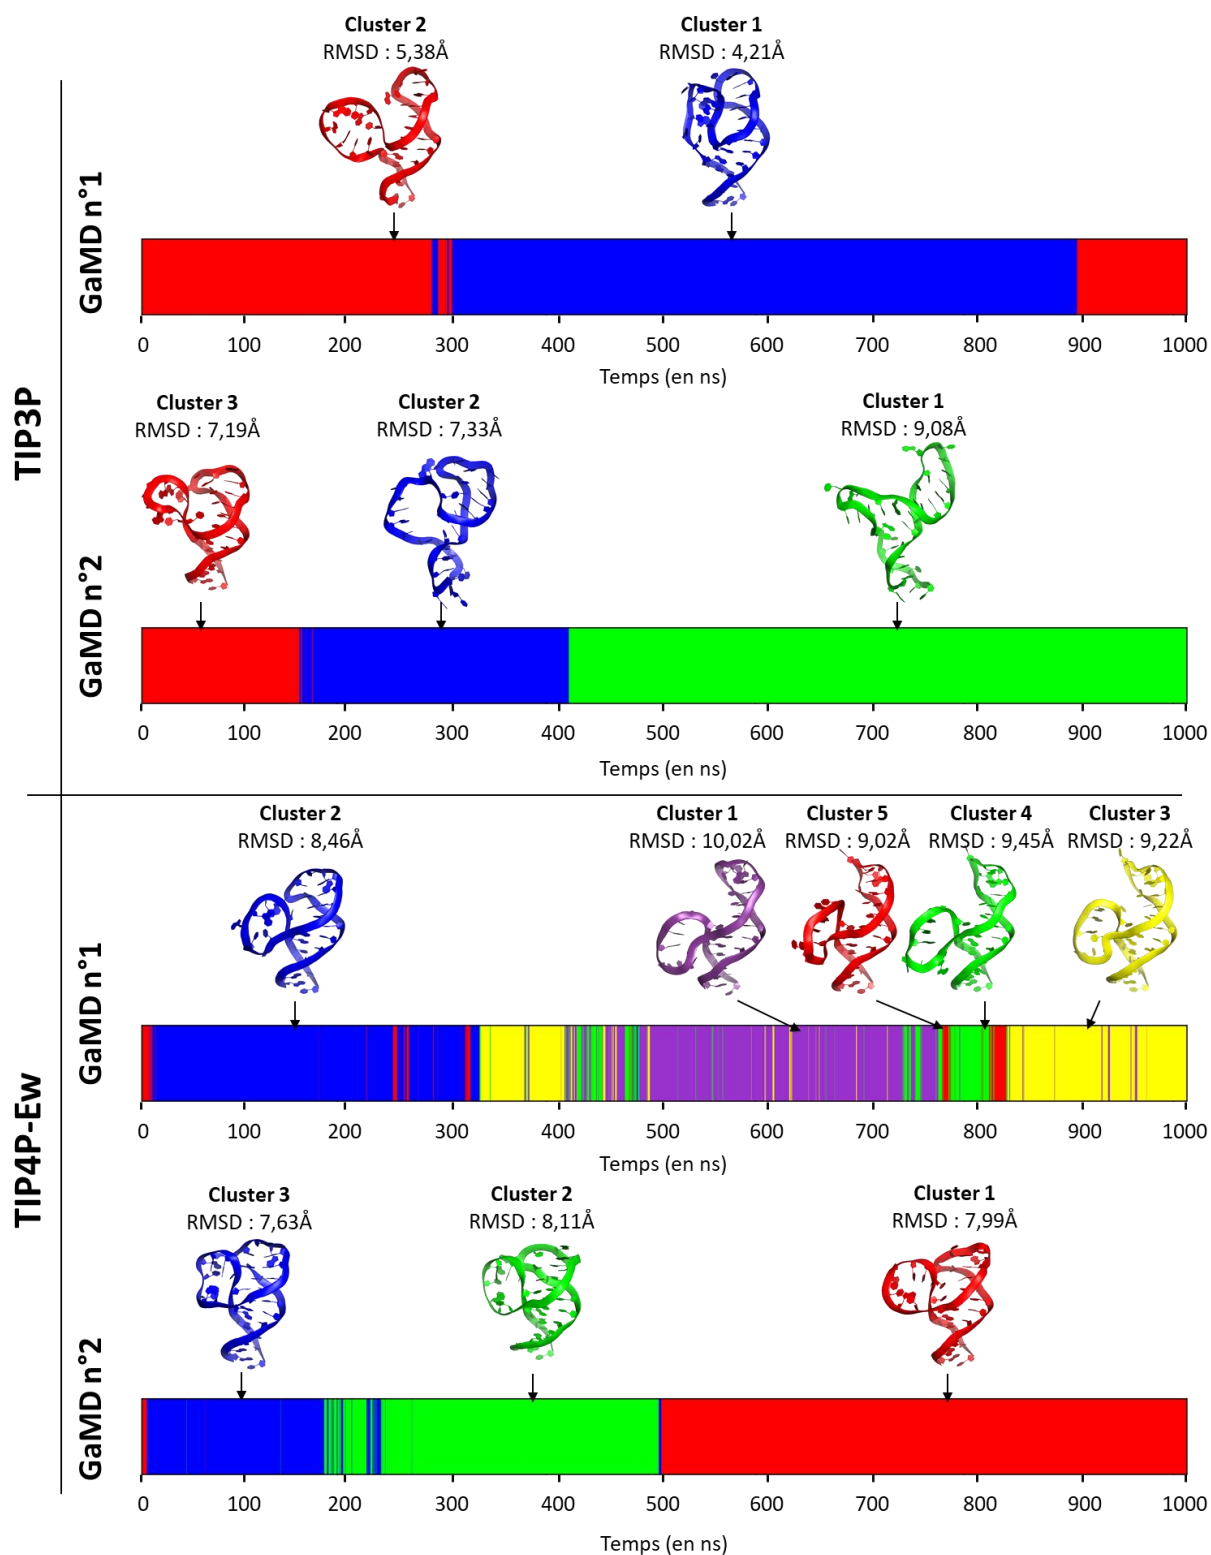 TIP3P
GaMD n°1
Cluster 2
RMSD : 5,38Å
Cluster 1
RMSD : 4,21Å
0 100 200 300 400 500 600 700 800 900 1000
Temps (en ns)
GaMD n°2
Cluster 3
RMSD : 7,19Å
Cluster 2
RMSD : 7,33Å
Cluster 1
RMSD : 9,08Å
0 100 200 300 400 500 600 700 800 900 1000
Temps (en ns)
TIP4P-Ew
GaMD n°1
Cluster 2
RMSD : 8,46Å
Cluster 1
RMSD : 10,02Å
Cluster 5
RMSD : 9,02Å
Cluster 4
RMSD : 9,45Å
Cluster 3
RMSD : 9,22Å
0 100 200 300 400 500 600 700 800 900 1000
Temps (en ns)
GaMD n°2
Cluster 3
RMSD : 7,63Å
Cluster 2
RMSD : 8,11Å
Cluster 1
RMSD : 7,99Å
0 100 200 300 400 500 600 700 800 900 1000
Temps (en ns)